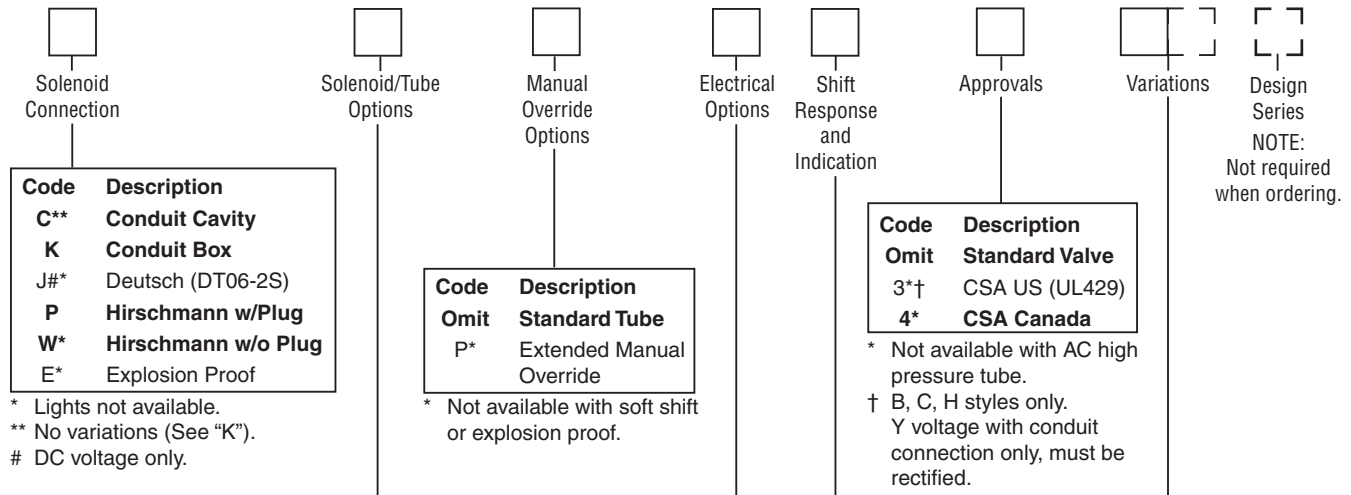 Solenoid
Connection
Solenoid/Tube
Options
Manual
Override
Options
Electrical
Options
Shift
Response
and
Indication
Approvals
Variations
Design
Series
NOTE:
Not required
when ordering.
Code Description
C** Conduit Cavity
K Conduit Box
J#* Deutsch (DT06-2S)
P Hirschmann w/Plug
W* Hirschmann w/o Plug
E* Explosion Proof
* Lights not available.
** No variations (See “K”).
# DC voltage only.
Code Description
Omit Standard Tube
P* Extended Manual
Override
* Not available with soft shift
or explosion proof.
Code Description
Omit Standard Valve
3*† CSA US (UL429)
4* CSA Canada
* Not available with AC high
pressure tube.
† B, C, H styles only.
Y voltage with conduit
connection only, must be
rectified.